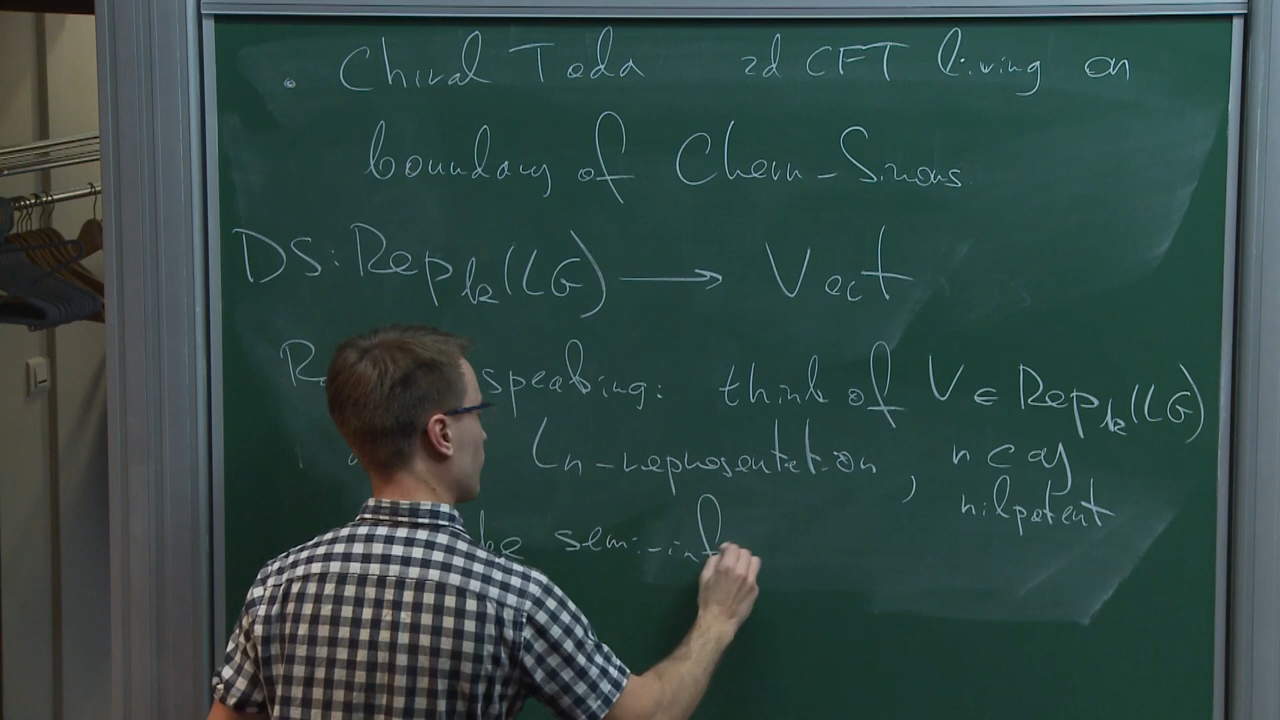 . Chiral Toda 2d CFT living on
boundary of Chern-Simons.
DS: Rep_k(LG) → Vect
speaking: think of V ∈ Rep_k(LG)
Ln-representation, n ⊂ g
nilpotent
be semi-inf